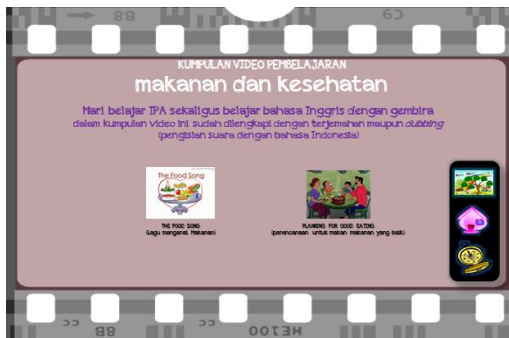 88
63
KUMPULAN VIDEO PEMBELAJARAN
makanan dan kesehatan
Mari belajar IPA sekaligus belajar bahasa Inggris dengan gembira
dalam kumpulan video ini sudah dilengkapi dengan terjemahan maupun dubbing
(pengisian suara dengan bahasa Indonesia)
The Food Song
THE FOOD SONG
(Lagu mengenai Makanan)
PLANNING FOR GOOD EATING
(perencanaan untuk makan makanan yang baik)